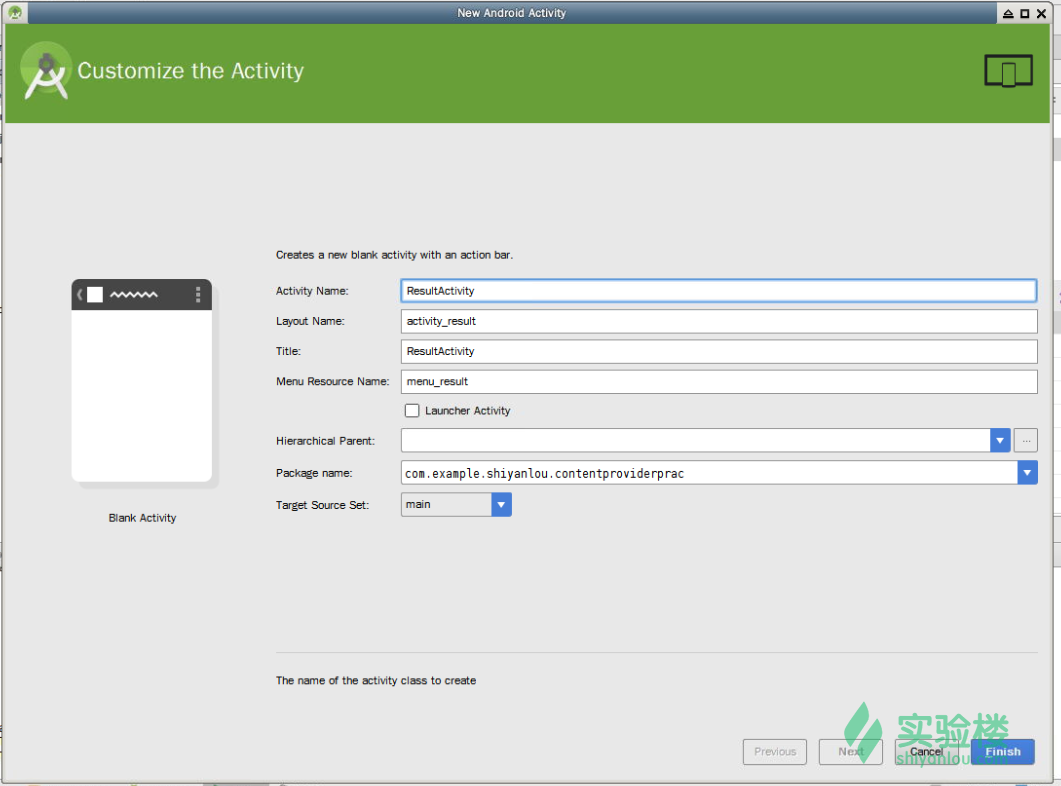 New Android Activity
Customize the Activity
Creates a new blank activity with an action bar.
Activity Name: ResultActivity
Layout Name: activity_result
Title: ResultActivity
Menu Resource Name: menu_result
Launcher Activity
Hierarchical Parent: ...
Package name: com.example.shiyanlou.contentproviderprac
Target Source Set: main
Blank Activity
The name of the activity class to create
实验楼
Previous Next Cancel Finish